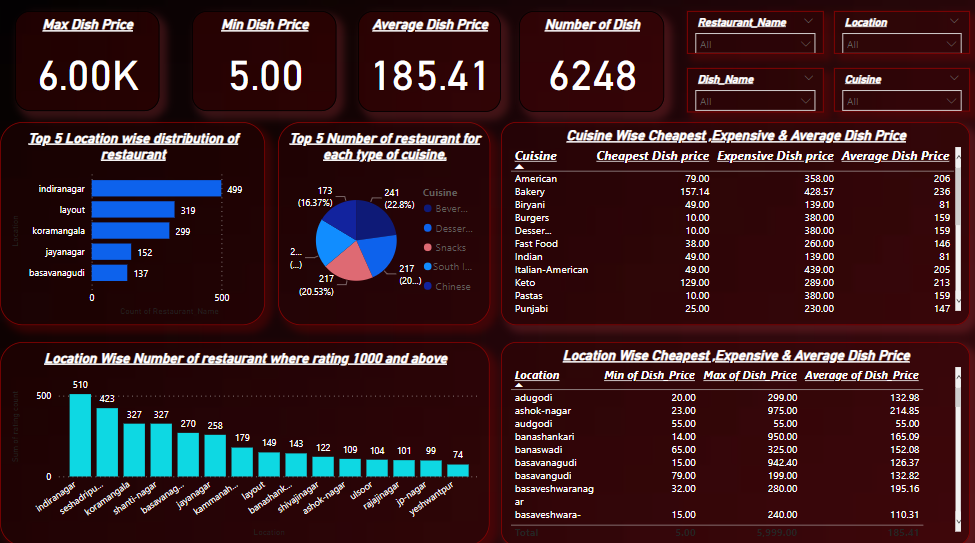 Max Dish Price
6.00K
Min Dish Price
5.00
Average Dish Price
185.41
Number of Dish
6248
Restaurant_Name
All
Location
All
Dish_Name
All
Cuisine
All
Top 5 Location wise distribution of
restaurant
Location
indiranagar 499
layout 319
koramangala 299
jayanagar 152
basavanagudi 137
0 500
Count of Restaurant_Name
Top 5 Number of restaurant for
each type of cuisine.
173
(16.37%)
241
(22.8%)
2...
(...)
217
(20.53%)
217
(20...)
Cuisine
Bever...
Desser...
Snacks
South I...
Chinese
Cuisine Wise Cheapest ,Expensive & Average Dish Price
Cuisine Cheapest Dish price Expensive Dish price Average Dish Price
American 79.00 358.00 206
Bakery 157.14 428.57 236
Biryani 49.00 139.00 81
Burgers 10.00 380.00 159
Desser... 10.00 380.00 159
Fast Food 38.00 260.00 146
Indian 49.00 139.00 81
Italian-American 49.00 439.00 205
Keto 129.00 289.00 213
Pastas 10.00 380.00 159
Punjabi 25.00 230.00 147
Location Wise Number of restaurant where rating 1000 and above
500
0
510
423
327
327
270
258
179
149
143
122
109
104
101
99
74
indiranagar
seshadripu...
koramangala
shanti-nagar
basavanag...
jayanagar
kammanah...
layout
banashank...
shivajinagar
ashok-nagar
ulsoor
rajajinagar
jp-nagar
yeshwantpur
Location
Location Wise Cheapest ,Expensive & Average Dish Price
Location Min of Dish_Price Max of Dish_Price Average of Dish_Price
adugodi 20.00 299.00 132.98
ashok-nagar 23.00 975.00 214.85
audgodi 55.00 55.00 55.00
banashankari 14.00 950.00 165.09
banaswadi 65.00 325.00 152.08
basavanagudi 15.00 942.40 126.37
basavangudi 79.00 199.00 132.82
basaveshwaranag 32.00 280.00 195.16
ar
basaveshwara- 15.00 240.00 110.31
Total 5.00 5,999.00 185.41